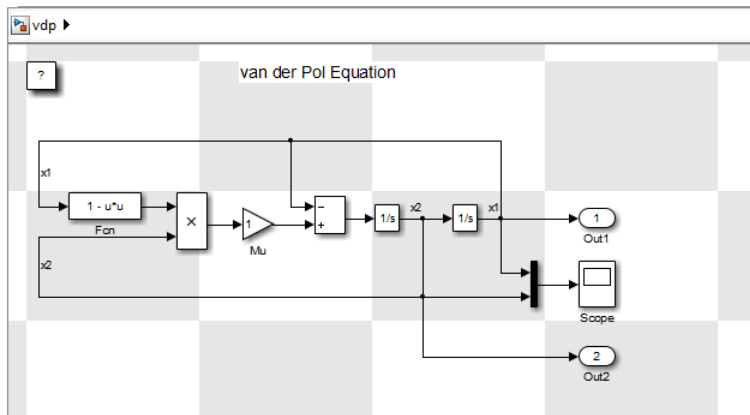 vdp
?
van der Pol Equation
x1
1 - u*u
Fcn
×
1
Mu
−
+
1/s
x2
1/s
x1
1
Out1
x2
Scope
2
Out2